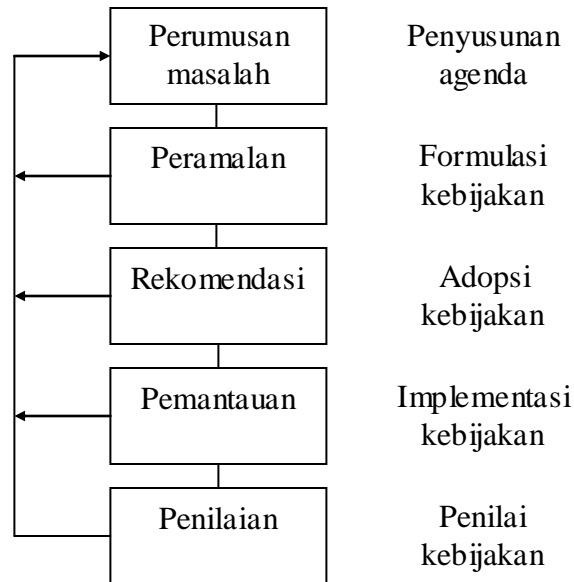 Perumusan
masalah
Penyusunan
agenda
Peramalan
Formulasi
kebijakan
Rekomendasi
Adopsi
kebijakan
Pemantauan
Implementasi
kebijakan
Penilaian
Penilai
kebijakan